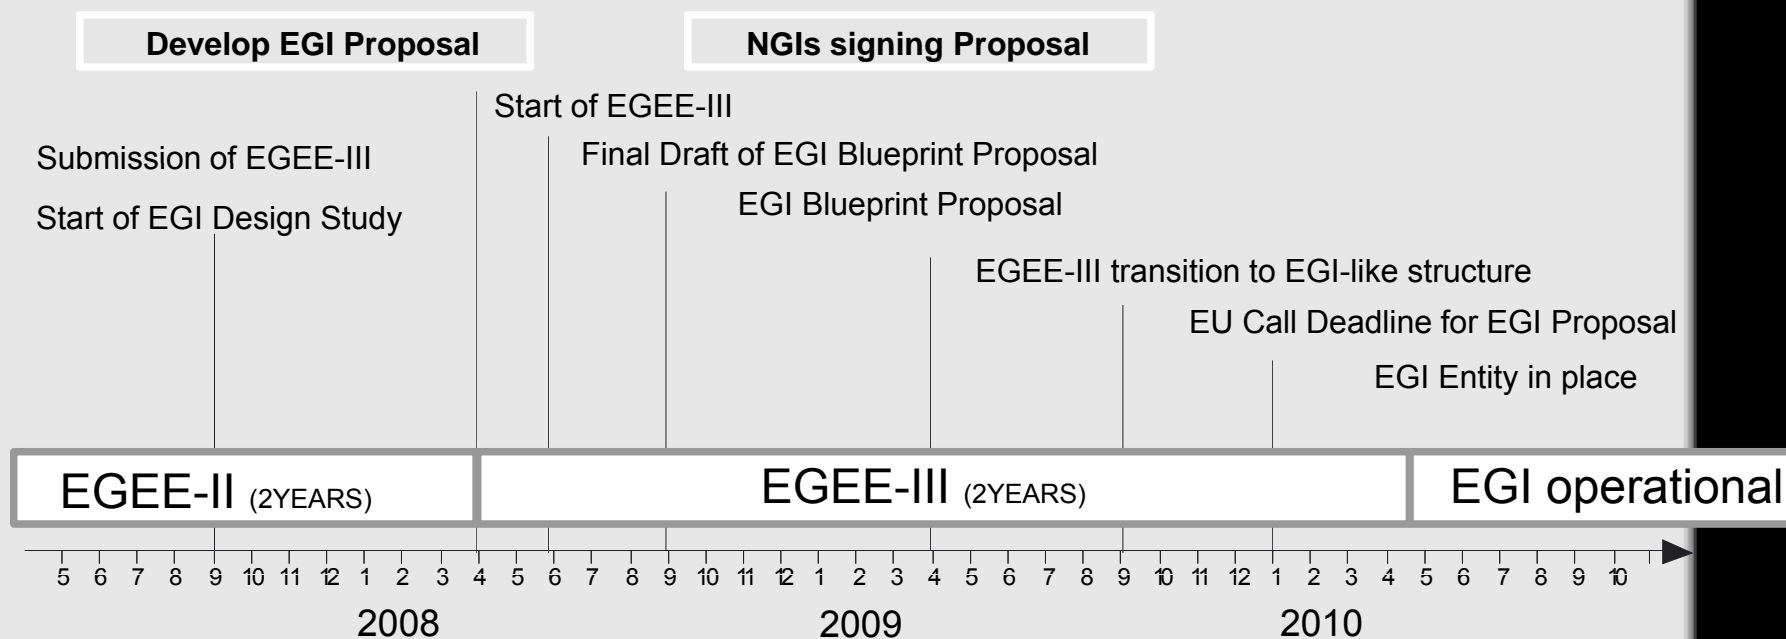 Develop EGI Proposal
NGIs signing Proposal
Start of EGEE-III
Submission of EGEE-III
Final Draft of EGI Blueprint Proposal
Start of EGI Design Study
EGI Blueprint Proposal
EGEE-III transition to EGI-like structure
EU Call Deadline for EGI Proposal
EGI Entity in place
EGEE-II (2YEARS)
EGEE-III (2YEARS)
EGI operational
5 6 7 8 9 10 11 12 1 2 3 4 5 6 7 8 9 10 11 12 1 2 3 4 5 6 7 8 9 10 11 12 1 2 3 4 5 6 7 8 9 10
2008
2009
2010